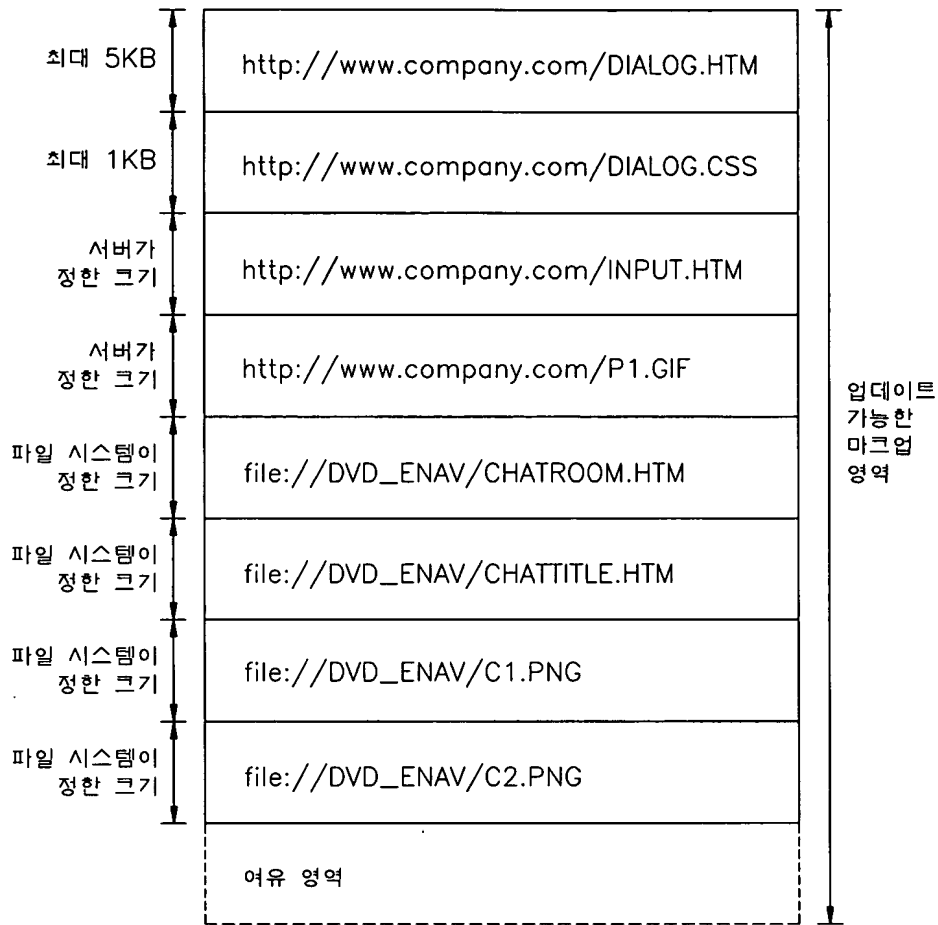 최대 5KB
http://www.company.com/DIALOG.HTM
최대 1KB
http://www.company.com/DIALOG.CSS
서버가
정한 크기
http://www.company.com/INPUT.HTM
서버가
정한 크기
http://www.company.com/P1.GIF
파일 시스템이
정한 크기
file://DVD_ENAV/CHATROOM.HTM
파일 시스템이
정한 크기
file://DVD_ENAV/CHATTITLE.HTM
파일 시스템이
정한 크기
file://DVD_ENAV/C1.PNG
파일 시스템이
정한 크기
file://DVD_ENAV/C2.PNG
여유 영역
업데이트
가능한
마크업
영역